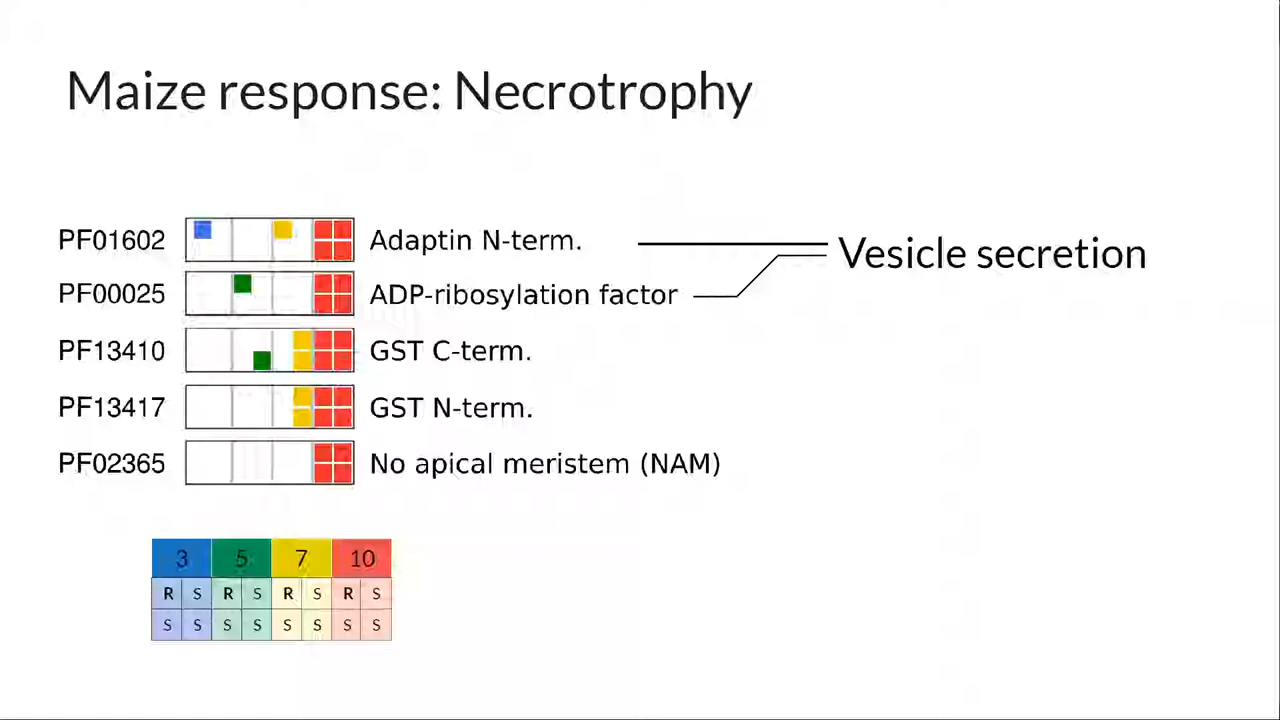 Maize response: Necrotrophy
PF01602 Adaptin N-term. Vesicle secretion
PF00025 ADP-ribosylation factor
PF13410 GST C-term.
PF13417 GST N-term.
PF02365 No apical meristem (NAM)
3 5 7 10
R S R S R S R S
S S S S S S S S